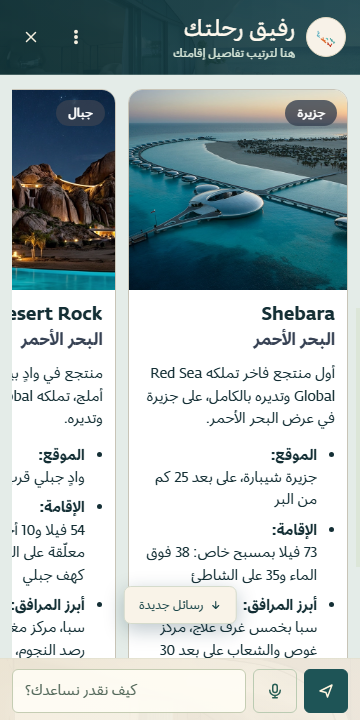 رفيق رحلتك
هنا لترتيب تفاصيل إقامتك
جزيرة
Shebara
البحر الأحمر
أول منتجع فاخر تملكه Red Sea
Global وتديره بالكامل، على جزيرة
في عرض البحر الأحمر.
الموقع:
جزيرة شيبارة، على بعد 25 كم
من البر
الإقامة:
73 فيلا بمسبح خاص: 38 فوق
الماء و35 على الشاطئ
أبرز المرافق:
سبا بخمس غرف علاج، مركز
غوص والشعاب على بعد 30
جبال
esert Rock
البحر الأحمر
منتجع في وادٍ
أملج، تملكه
وتديره.
الموقع:
وادٍ جبلي
الإقامة:
54 فيلا و10
معلّقة على
كهف جبلي
أبرز المرافق:
سبا، مركز
رصد النجوم،
رسائل جديدة
كيف نقدر نساعدك؟